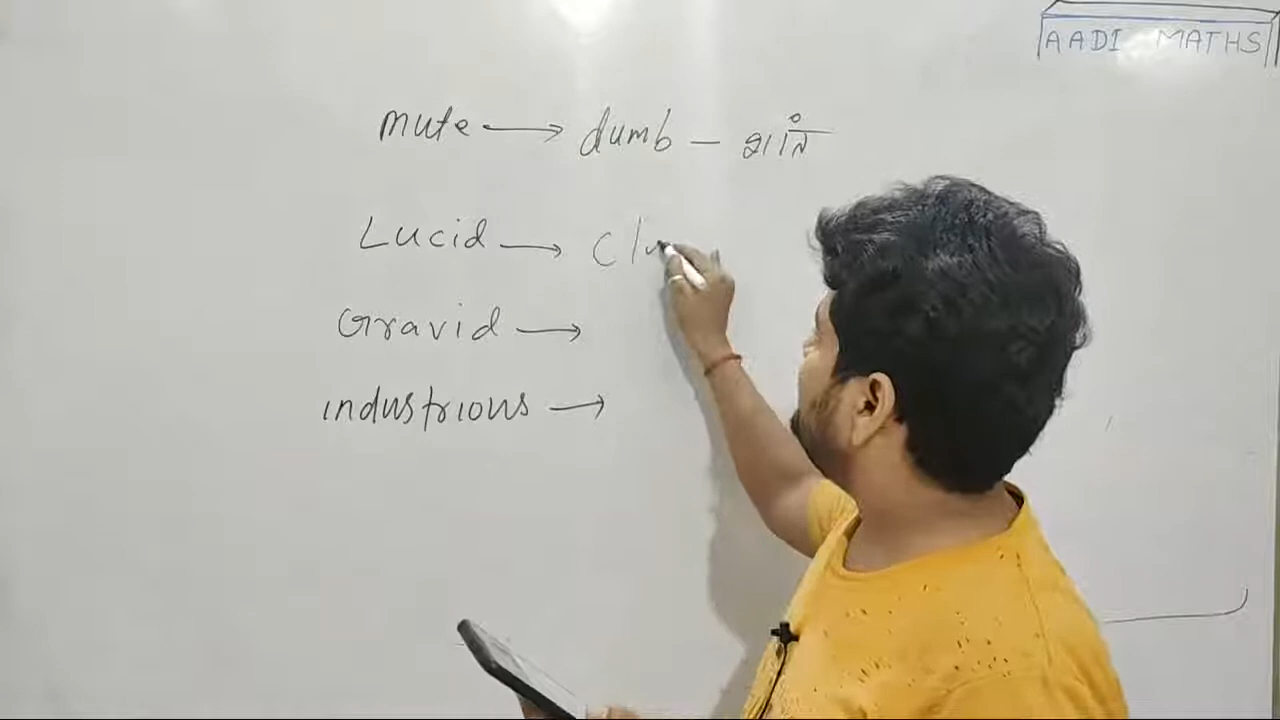 AADI MATHS
Mute → dumb –
Lucid → Cl
Gravid →
industrious →